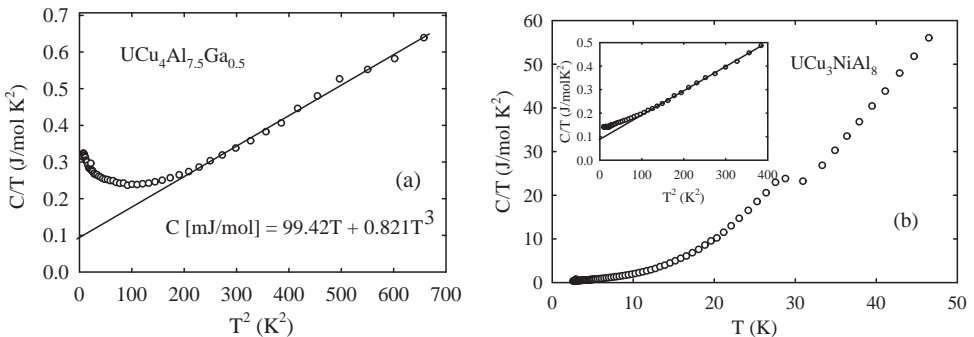 0.7
0.6
0.5
0.4
0.3
0.2
0.1
0.0
C/T (J/mol K²)
UCu₄Al₇.₅Ga₀.₅
(a)
C [mJ/mol] = 99.42T + 0.821T³
0 100 200 300 400 500 600 700
T² (K²)
60
50
40
30
20
10
0
C/T (J/mol K²)
UCu₃NiAl₈
0.5
0.4
0.3
0.2
0.1
0.0
C/T (J/molK²)
0 100 200 300 400
T² (K²)
(b)
0 10 20 30 40 50
T (K)